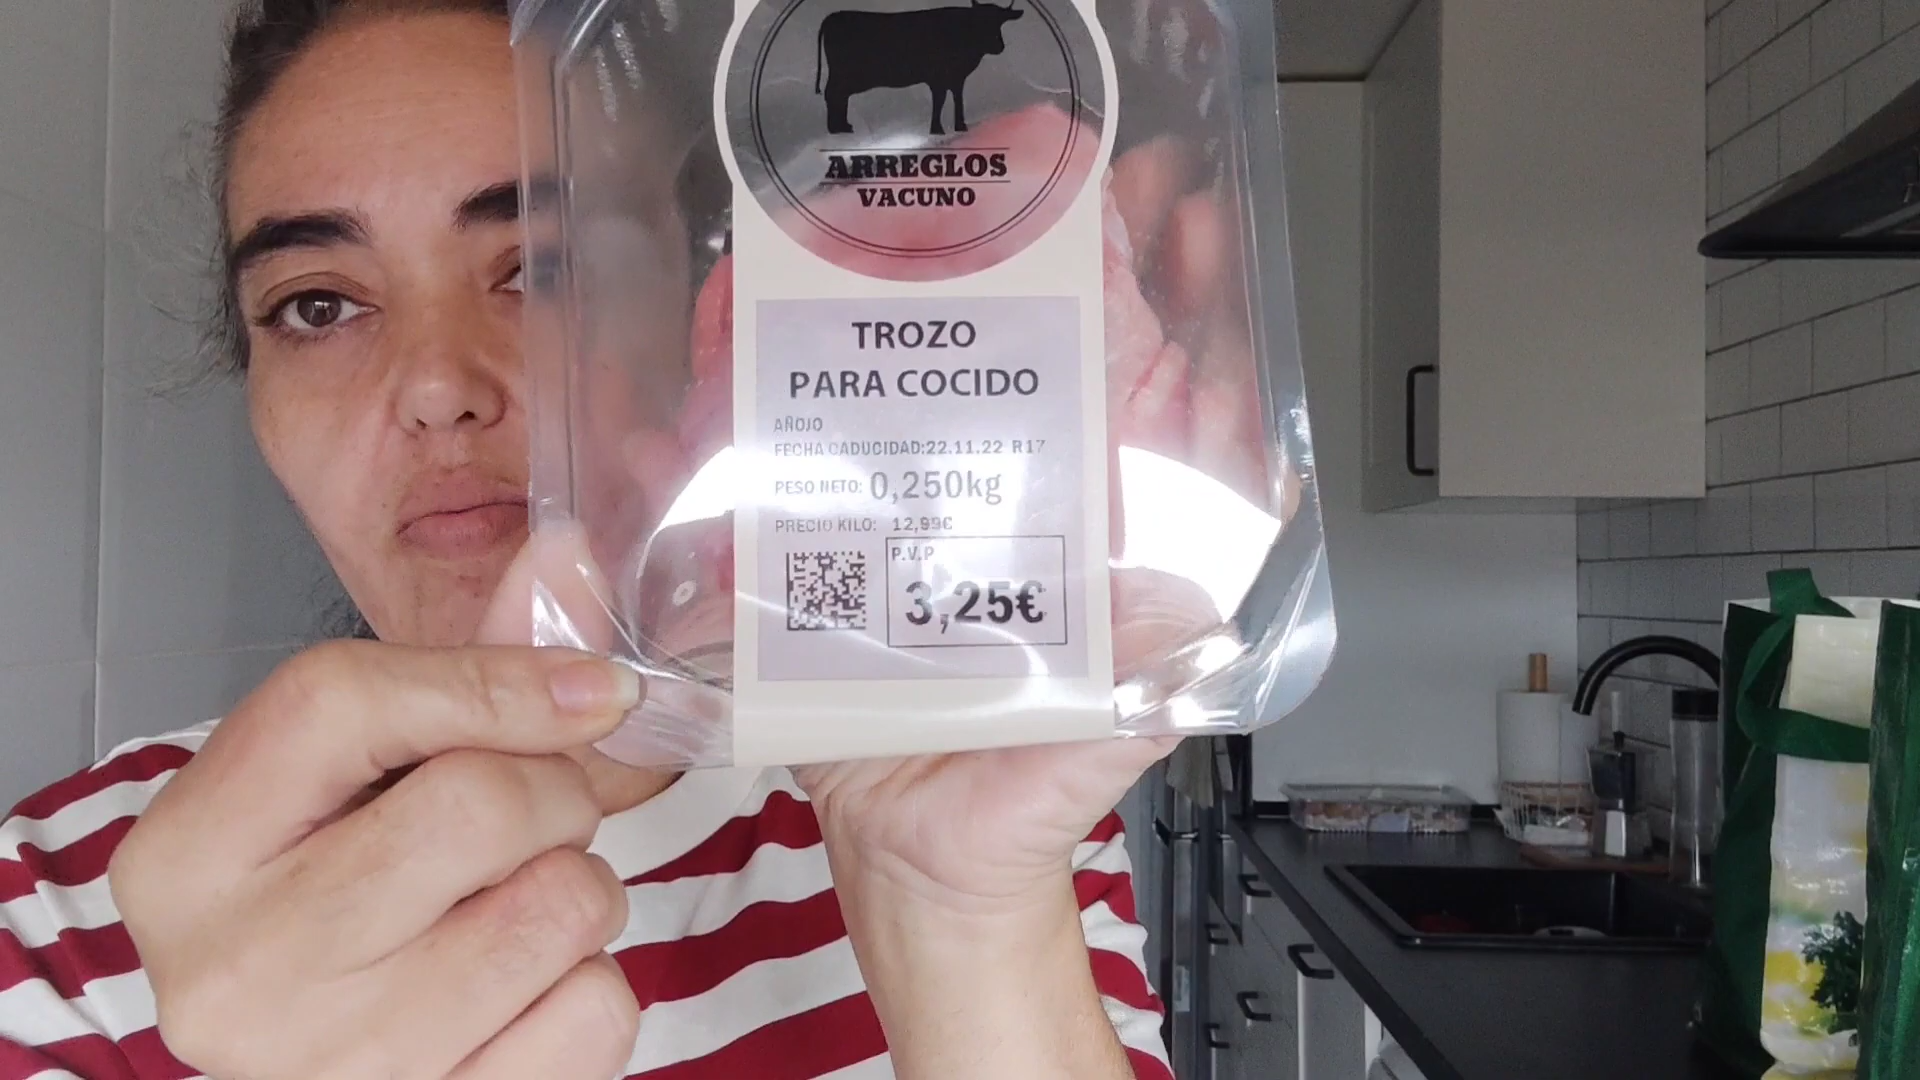 ARREGLOS
VACUNO
TROZO
PARA COCIDO
AÑOJO
FECHA CADUCIDAD:22.11.22 R17
PESO NETO: 0,250kg
PRECIO KILO: 12,99€
P.V.P
3,25€